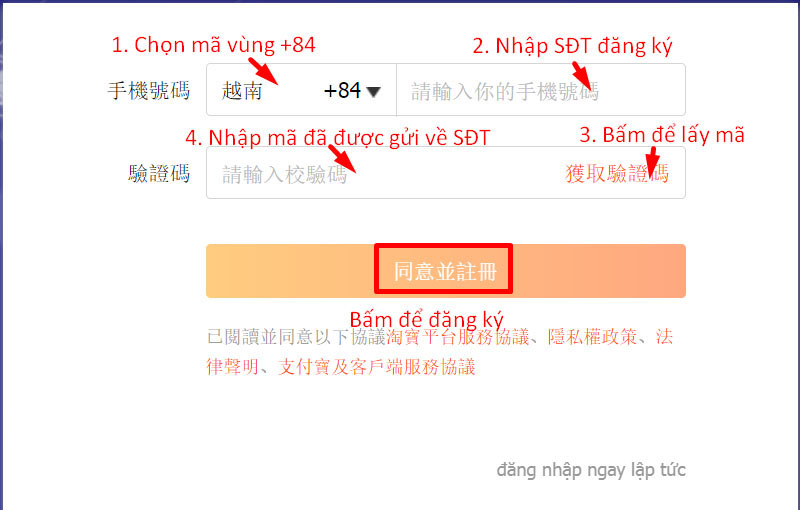 1. Chọn mã vùng +84
2. Nhập SĐT đăng ký
手機號碼
越南 +84
請輸入你的手機號碼
4. Nhập mã đã được gửi về SĐT
3. Bấm để lấy mã
驗證碼
請輸入校驗碼
獲取驗證碼
同意並註冊
Bấm để đăng ký
已閱讀並同意以下協議淘寶平台服務協議、隱私權政策、法
律聲明、支付寶及客戶端服務協議
đăng nhập ngay lập tức